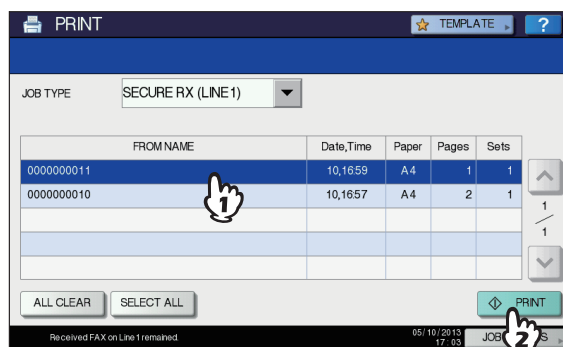 PRINT TEMPLATE ?
JOB TYPE SECURE RX (LINE1)
FROM NAME Date,Time Paper Pages Sets
0000000011 10,16:59 A4 1 1
0000000010 10,16:57 A4 2 1
1
1
ALL CLEAR SELECT ALL PRINT
Received FAX on Line1 remained. 05/10/2013
17:03
1
2